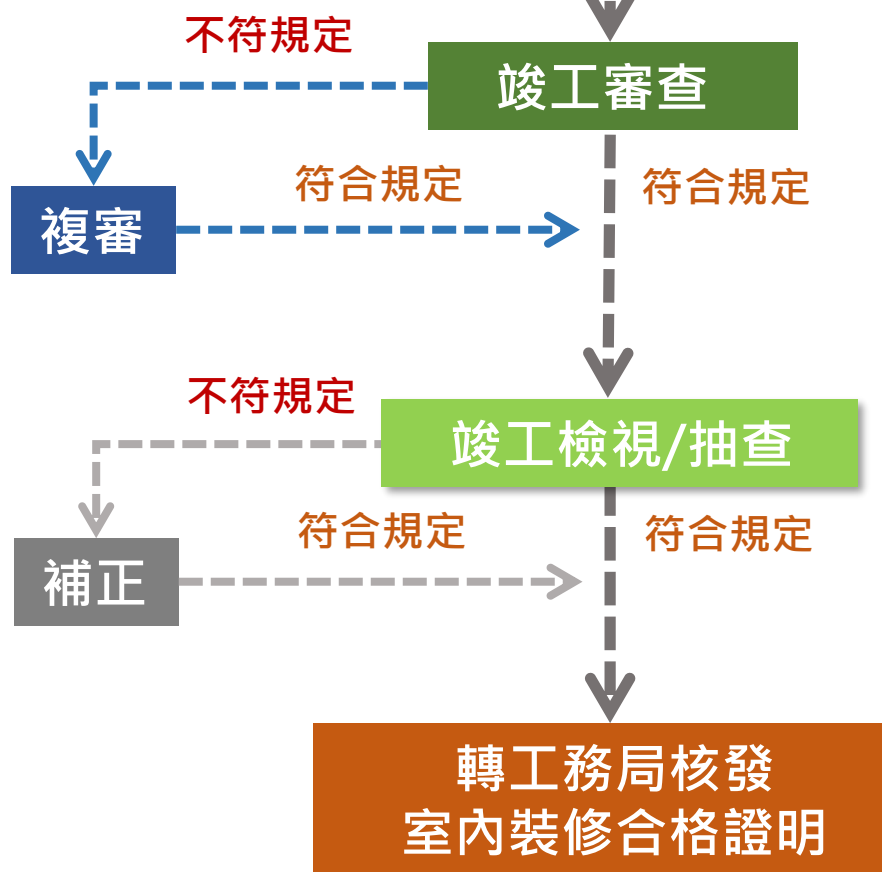 不符規定
竣工審查
符合規定
符合規定
複審
不符規定
竣工檢視/抽查
符合規定
符合規定
補正
轉工務局核發
室內裝修合格證明